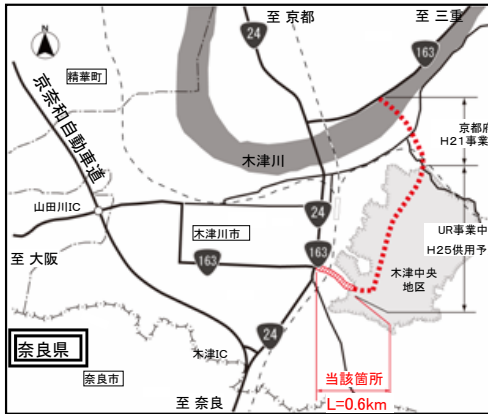 至 京都
至 三重
24
163
精華町
京奈和自動車道
京都府
H21事業
木津川
山田川IC
24
木津川市
UR事業中
163
163
H25供用予
至 大阪
木津中央
地区
奈良県
24
木津IC
当該箇所
奈良市
至 奈良
L=0.6km